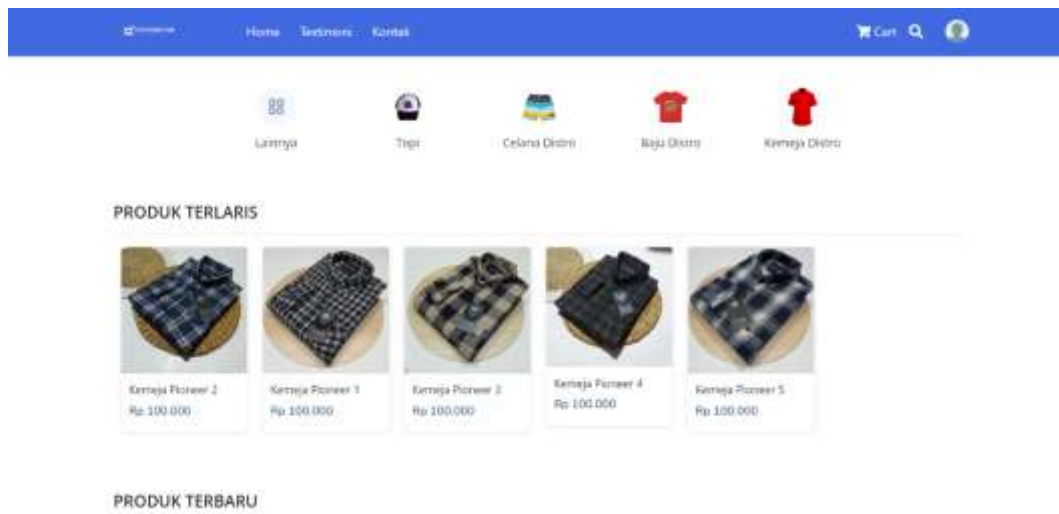 Home Testimoni Kontak Cart
Lainnya Topi Celana Distro Baju Distro Kemeja Distro
PRODUK TERLARIS
Kemeja Pioneer 2 Kemeja Pioneer 1 Kemeja Pioneer 3 Kemeja Pioneer 4 Kemeja Pioneer 5
Rp 100.000 Rp 100.000 Rp 100.000 Rp 100.000 Rp 100.000
PRODUK TERBARU